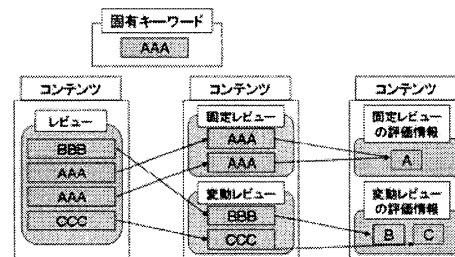 固有キーワード
AAA
コンテンツ
レビュー
BBB
AAA
AAA
CCC
コンテンツ
固定レビュー
AAA
AAA
変動レビュー
BBB
CCC
コンテンツ
固定レビュー
の評価情報
A
変動レビュー
の評価情報
B
C